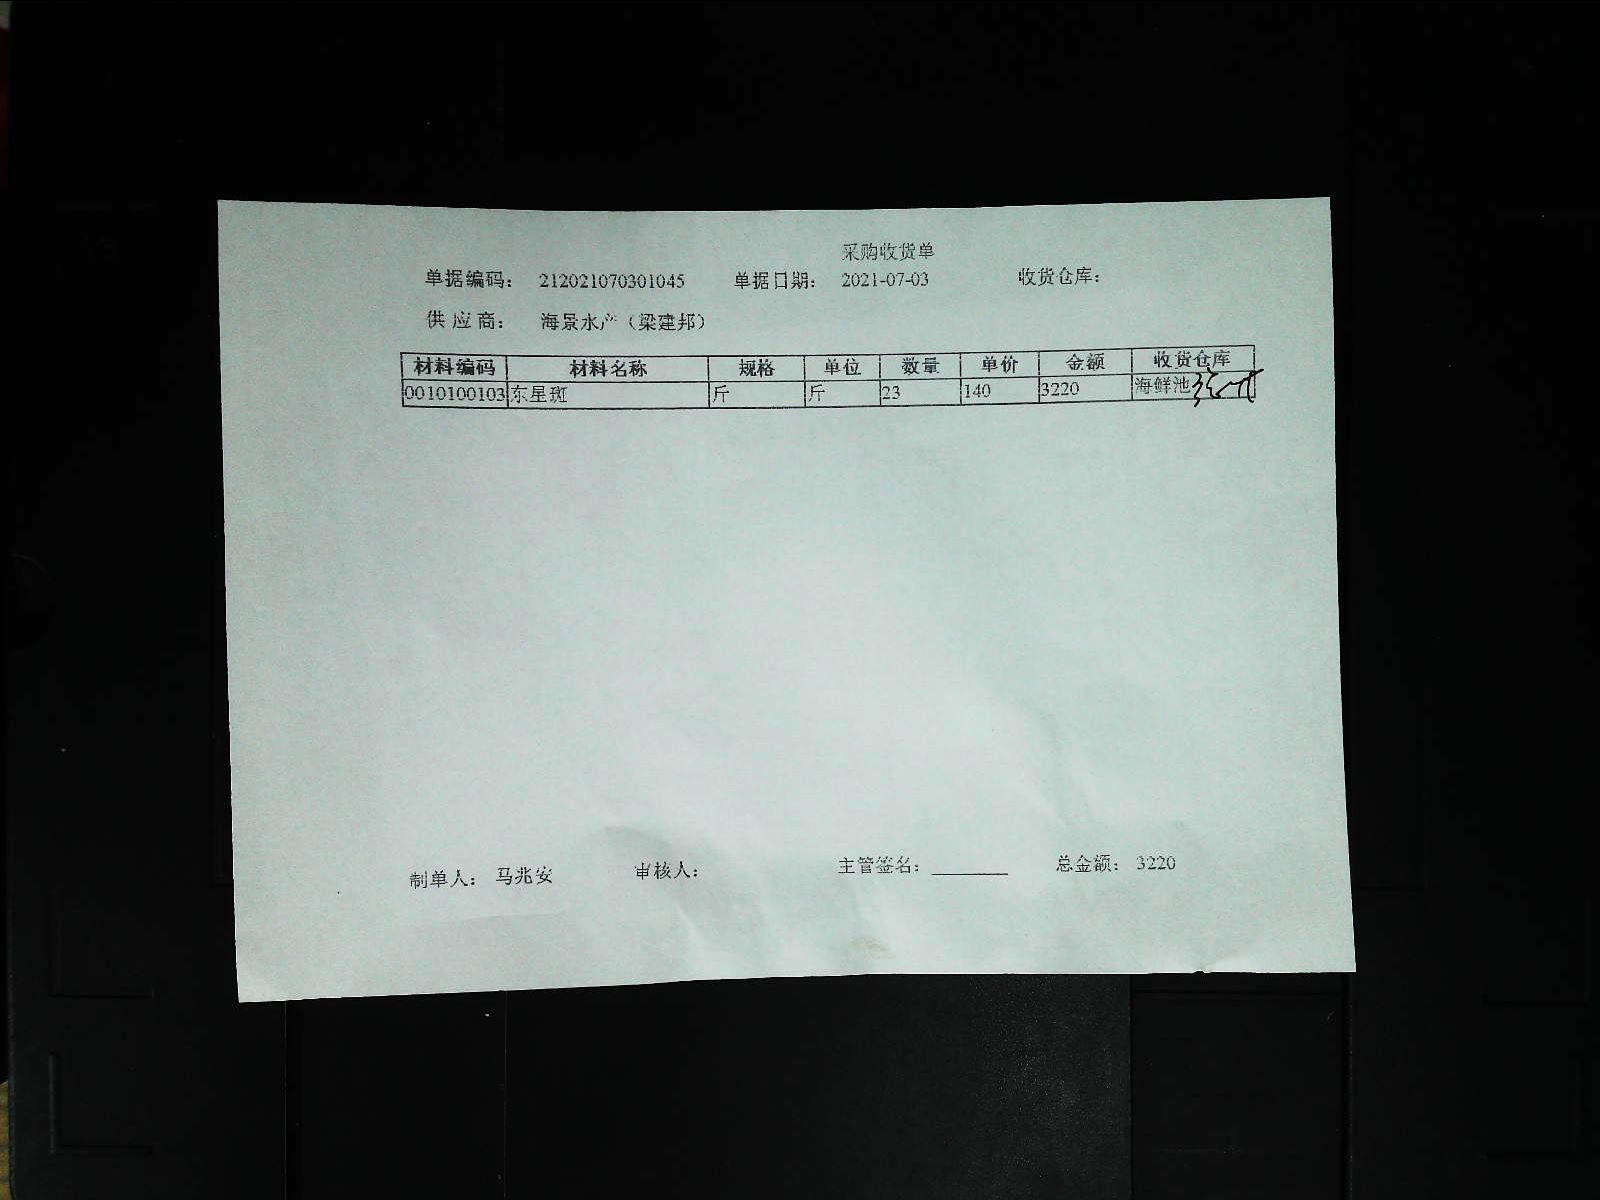 采购收货单
单据编码： 212021070301045 单据日期： 2021-07-03 收货仓库：
供 应 商： 海景水产（梁建邦）
材料编码 材料名称 规格 单位 数量 单价 金额 收货仓库
0010100103 东星斑 斤 斤 23 140 3220 海鲜池
制单人： 马兆安 审核人： 主管签名： ________ 总金额： 3220